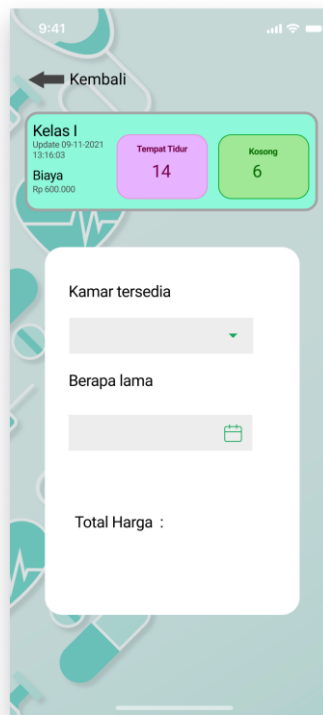 9:41
Kembali
Kelas I
Update 09-11-2021
13:16:03
Biaya
Rp 600.000
Tempat Tidur
14
Kosong
6
Kamar tersedia
Berapa lama
Total Harga :